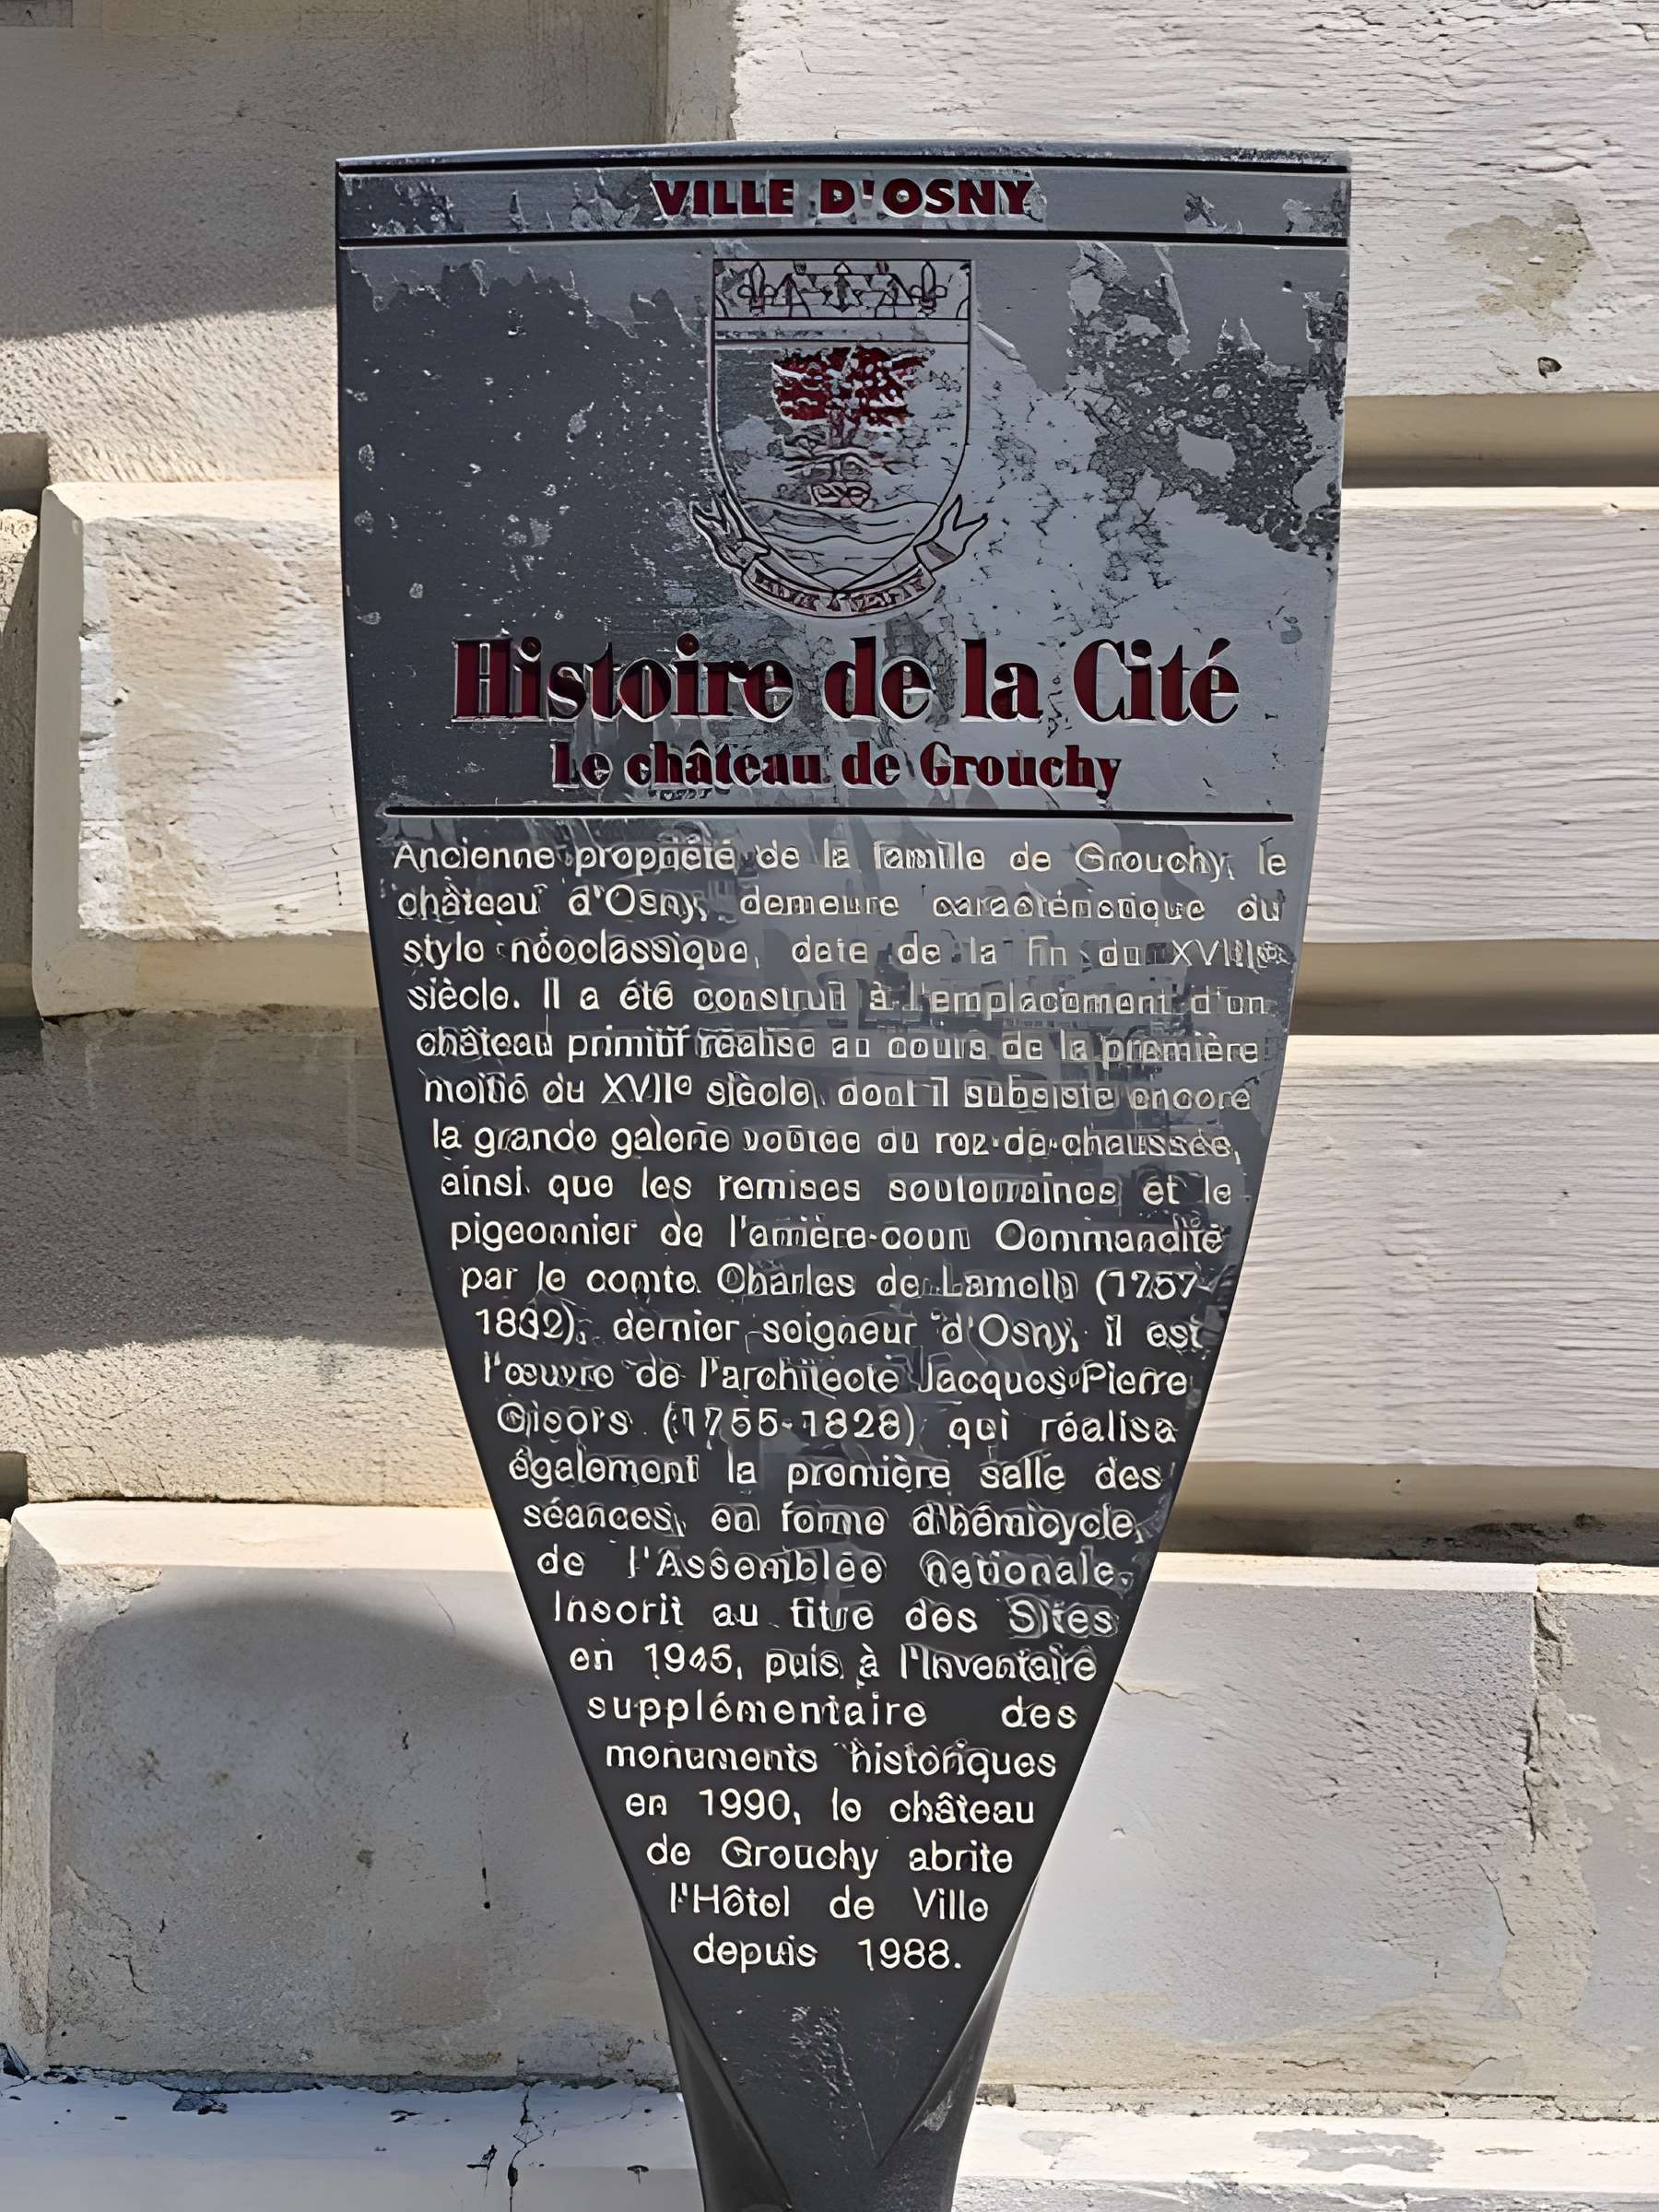 VILLE D'OSNY
Histoire de la Cité
Le château de Grouchy
Ancienne propriété de la famille de Grouchy, le
château d'Osny, demeure caractéristique du
style néoclassique, date de la fin du XVIIIe
siècle. Il a été construit à l'emplacement d'un
château primitif réalisé au cours de la première
moitié du XVIIe siècle, dont il subsiste encore
la grande galerie voûtée du rez-de-chaussée,
ainsi que les remises souterraines et le
pigeonnier de l'arrière-cour. Commandité
par le comte Charles de (1757-
1832), dernier seigneur d'Osny, il est
l'œuvre de l'architecte Jacques-Pierre
Gisors (1755-1828) qui réalisa
également la première salle des
séances, en forme d'hémicycle,
de l'Assemblée nationale.
Inscrit au titre des Sites
en 1945, puis à l'Inventaire
supplémentaire des
monuments historiques
en 1990, le château
de Grouchy abrite
l'Hôtel de Ville
depuis 1988.